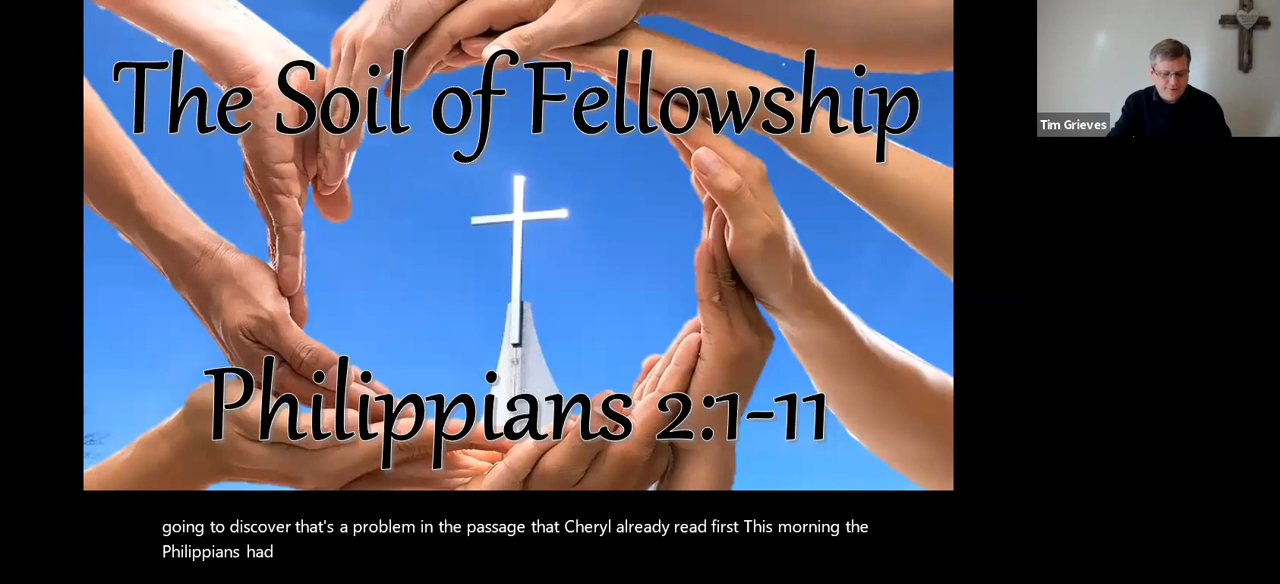 The Soil of Fellowship
Tim Grieves
Philippians 2:1-11
going to discover that's a problem in the passage that Cheryl already read first This morning the
Philippians had